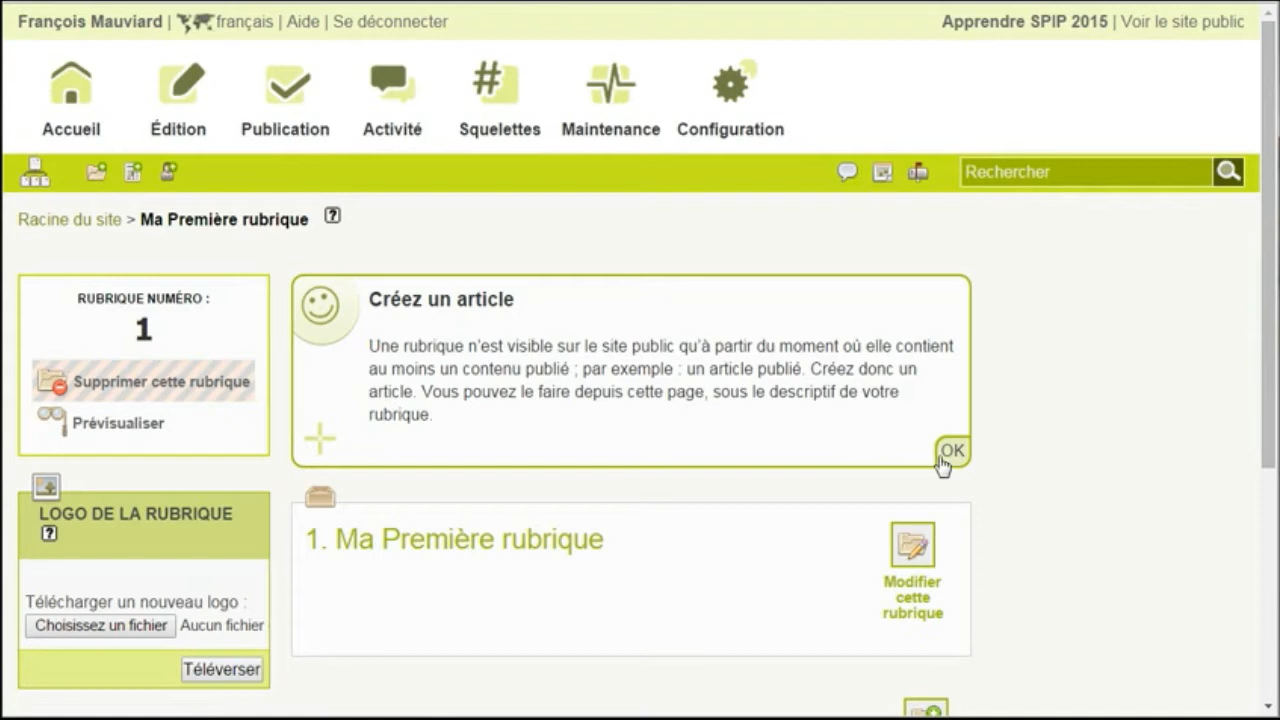 François Mauviard | français | Aide | Se déconnecter
Apprendre SPIP 2015 | Voir le site public
Accueil
Édition
Publication
#
Activité
Squelettes
Maintenance
Configuration
Rechercher
Racine du site > Ma Première rubrique ?
RUBRIQUE NUMÉRO :
1
Supprimer cette rubrique
Prévisualiser
Créez un article
Une rubrique n'est visible sur le site public qu'à partir du moment où elle contient
au moins un contenu publié ; par exemple : un article publié. Créez donc un
article. Vous pouvez le faire depuis cette page, sous le descriptif de votre
rubrique.
OK
LOGO DE LA RUBRIQUE
?
Télécharger un nouveau logo :
Choisissez un fichier Aucun fichier
Téléverser
1. Ma Première rubrique
Modifier
cette
rubrique